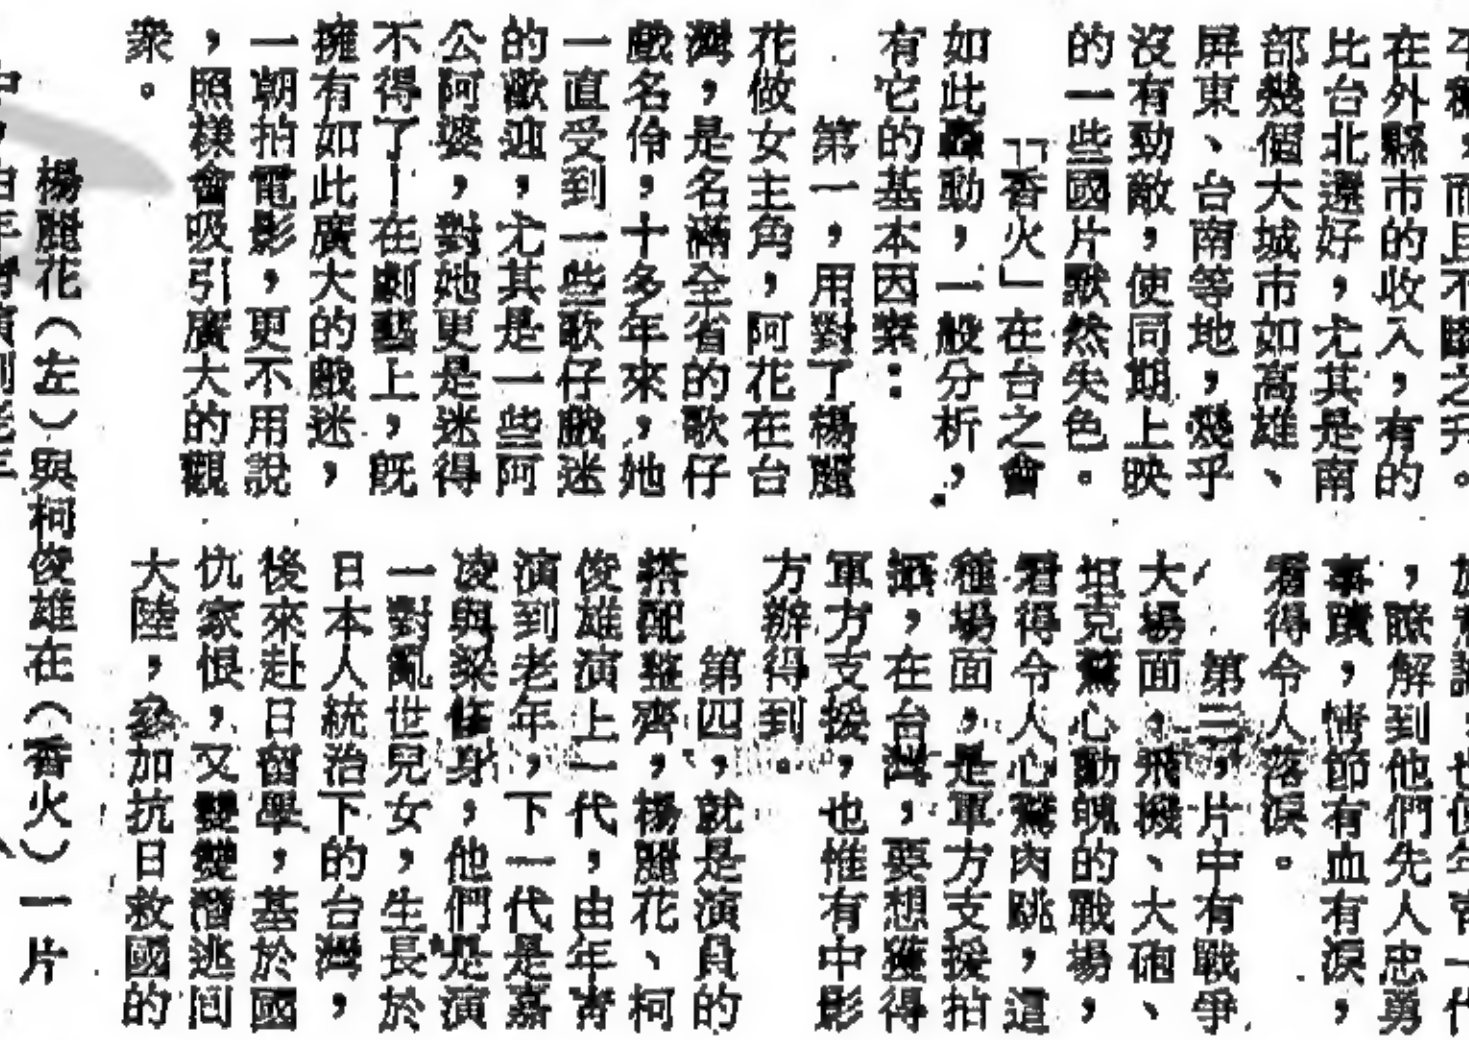 在外縣市的收入，有的
比台北還好，尤其是南
部幾個大城市如高雄、
屏東、台南等地，幾乎
沒有勁敵，使同期上映
的一些國片默然失色。
「香火」在台之會
如此轟動，一般分析，
有它的基本因素：
第一，用對了楊麗
花做女主角，阿花在台
灣，是名滿全省的歌仔
戲名伶，十多年來，她
一直受到一些歌仔戲迷
的歡迎，尤其是一些阿
公阿婆，對她更是迷得
不得了－在劇藝上，既
擁有如此廣大的戲迷，
一朝拍電影，更不用說
，照樣會吸引廣大的觀
衆。
，瞭解到他們先人忠勇
事蹟，情節有血有淚，
看得令人落淚。
第三，片中有戰爭
大場面，飛機、大砲、
坦克驚心動魄的戰場，
看得令人心驚肉跳，這
種場面，是軍方支援拍
攝，在台灣，要想獲得
軍方支援，也惟有中影
方辦得到。
第四，就是演員的
搭配整齊，楊麗花、柯
俊雄演上一代，由年青
演到老年，下一代是嘉
凌與梁修身，他們是演
一對亂世兒女，生長於
日本人統治下的台灣，
後來赴日留學，基於國
仇家恨，又雙雙潛逃回
大陸，參加抗日救國的
楊麗花（左）與柯俊雄在（香火）一片